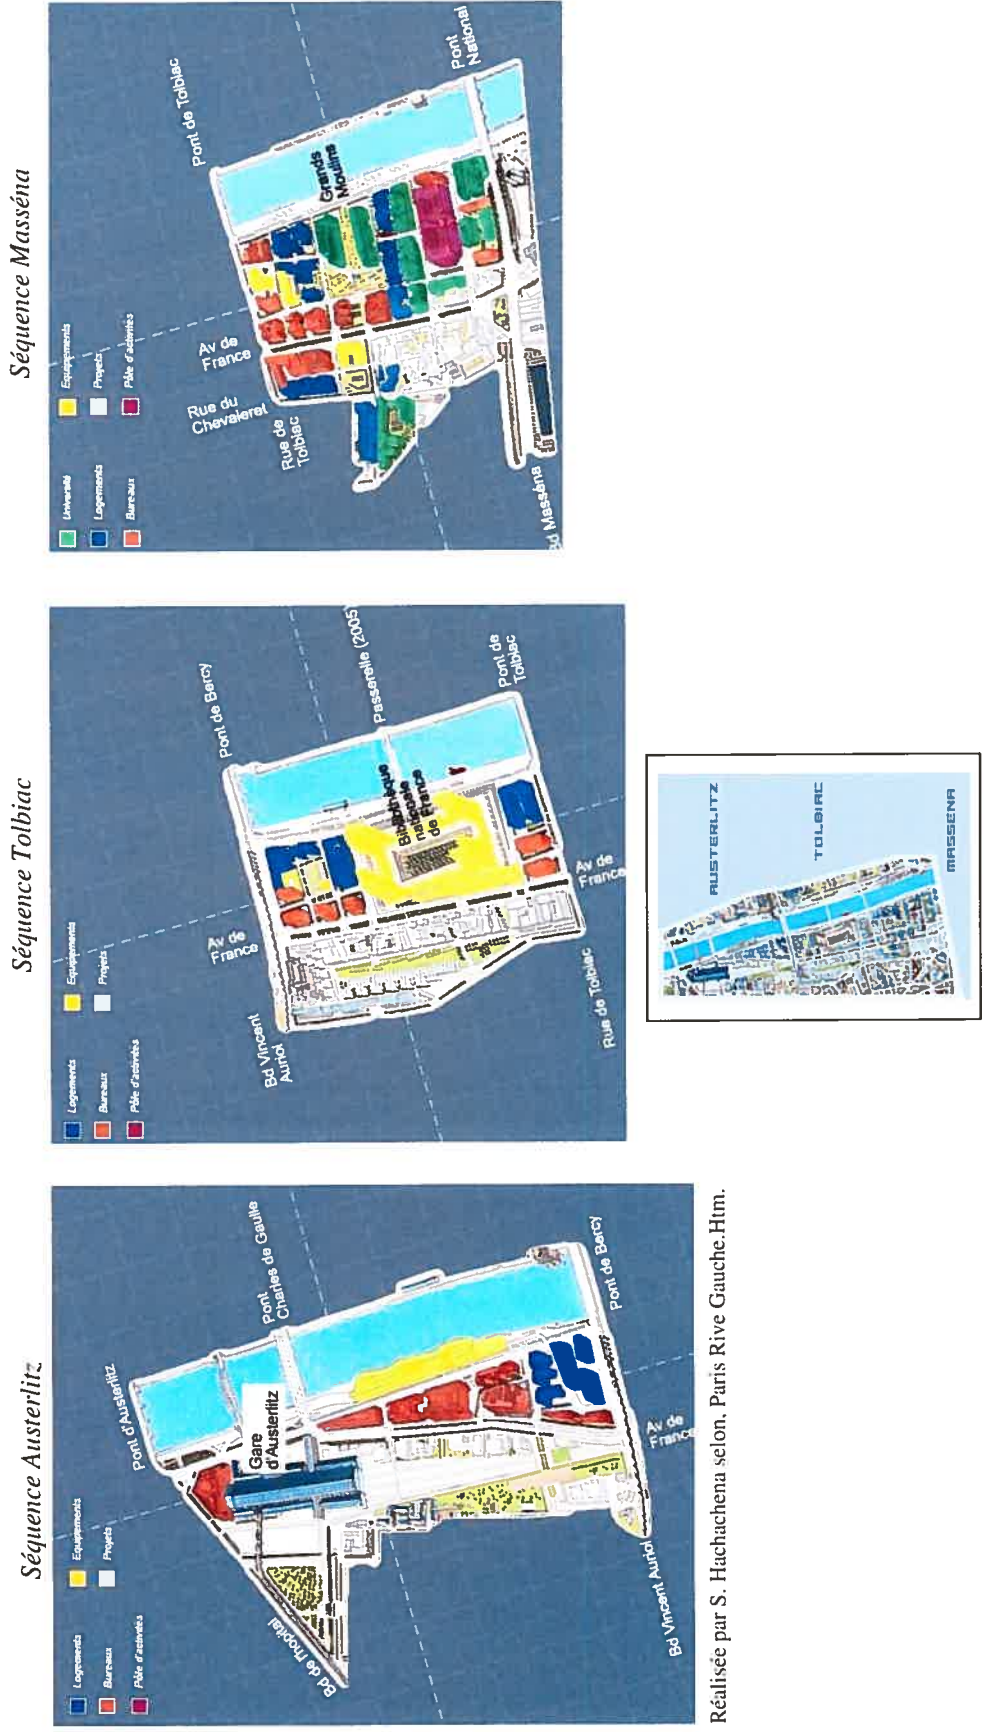 Séquence Austerlitz
Logements
Equipements
Bureaux
Projets
Pôle d'activités
Pont d'Austerlitz
Pont
Charles de Gaulle
Gare
d'Austerlitz
Bd de l'hopital
Pont de Bercy
Av de
France
Bd Vincent Auriol
Séquence Tolbiac
Logements
Equipements
Bureaux
Projets
Pôle d'activités
Pont de Bercy
Passerelle (2005)
Av de
France
Bd Vincent
Auriol
Bibliothèque
nationale
de France
Pont de
Tolbiac
Av de
France
Rue de Tolbiac
Séquence Masséna
Université
Equipements
Logements
Projets
Bureaux
Pôle d'activités
Pont de Tolbiac
Pont
National
Av de
France
Rue du
Chevaleret
Rue de
Tolbiac
Grands
Moulins
Bd Masséna
AUSTERLITZ
TOLBIAC
MASSENA
Réalisée par S. Hachachena selon, Paris Rive Gauche.Htm.